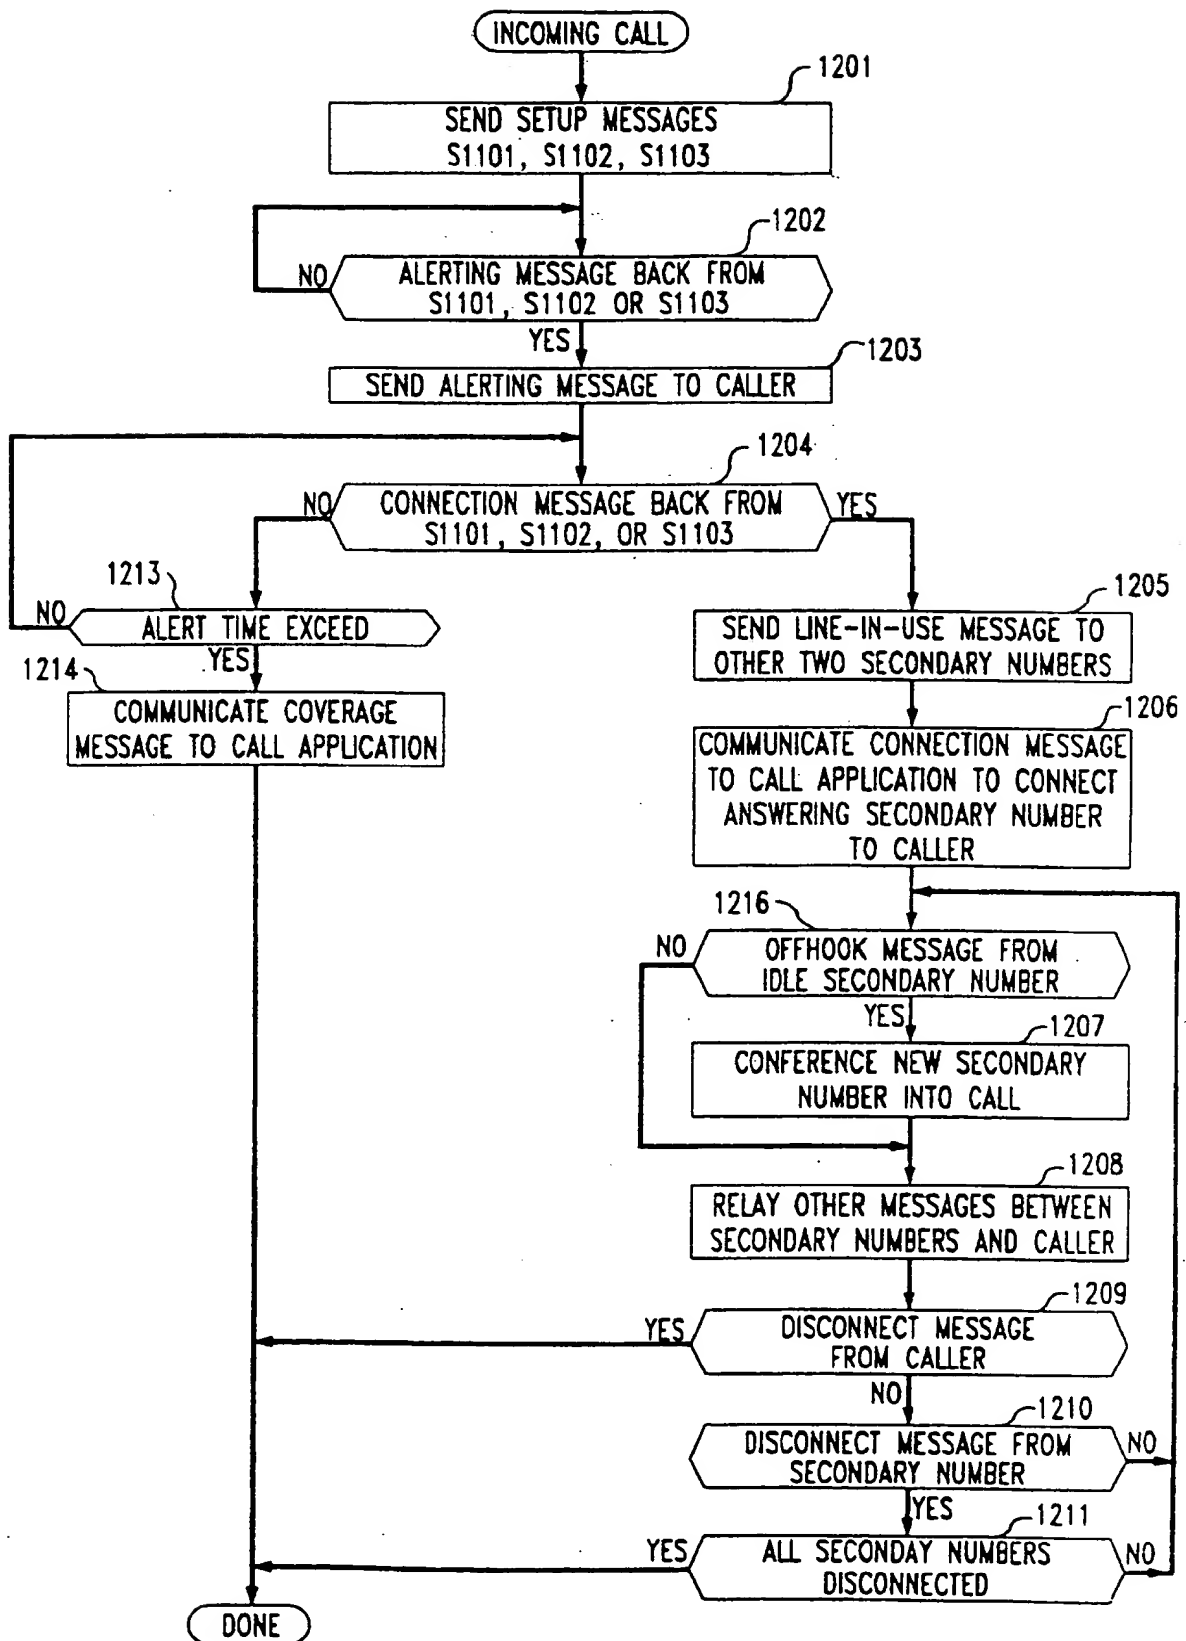 INCOMING CALL
1201
SEND SETUP MESSAGES
S1101, S1102, S1103
1202
NO
ALERTING MESSAGE BACK FROM
S1101, S1102 OR S1103
YES
1203
SEND ALERTING MESSAGE TO CALLER
1204
NO
CONNECTION MESSAGE BACK FROM
S1101, S1102, OR S1103
YES
1213
NO
ALERT TIME EXCEED
YES
1214
COMMUNICATE COVERAGE
MESSAGE TO CALL APPLICATION
1205
SEND LINE-IN-USE MESSAGE TO
OTHER TWO SECONDARY NUMBERS
1206
COMMUNICATE CONNECTION MESSAGE
TO CALL APPLICATION TO CONNECT
ANSWERING SECONDARY NUMBER
TO CALLER
1216
NO
OFFHOOK MESSAGE FROM
IDLE SECONDARY NUMBER
YES
1207
CONFERENCE NEW SECONDARY
NUMBER INTO CALL
1208
RELAY OTHER MESSAGES BETWEEN
SECONDARY NUMBERS AND CALLER
1209
YES
DISCONNECT MESSAGE
FROM CALLER
NO
1210
DISCONNECT MESSAGE FROM
SECONDARY NUMBER
NO
YES
1211
YES
ALL SECONDAY NUMBERS
DISCONNECTED
NO
DONE